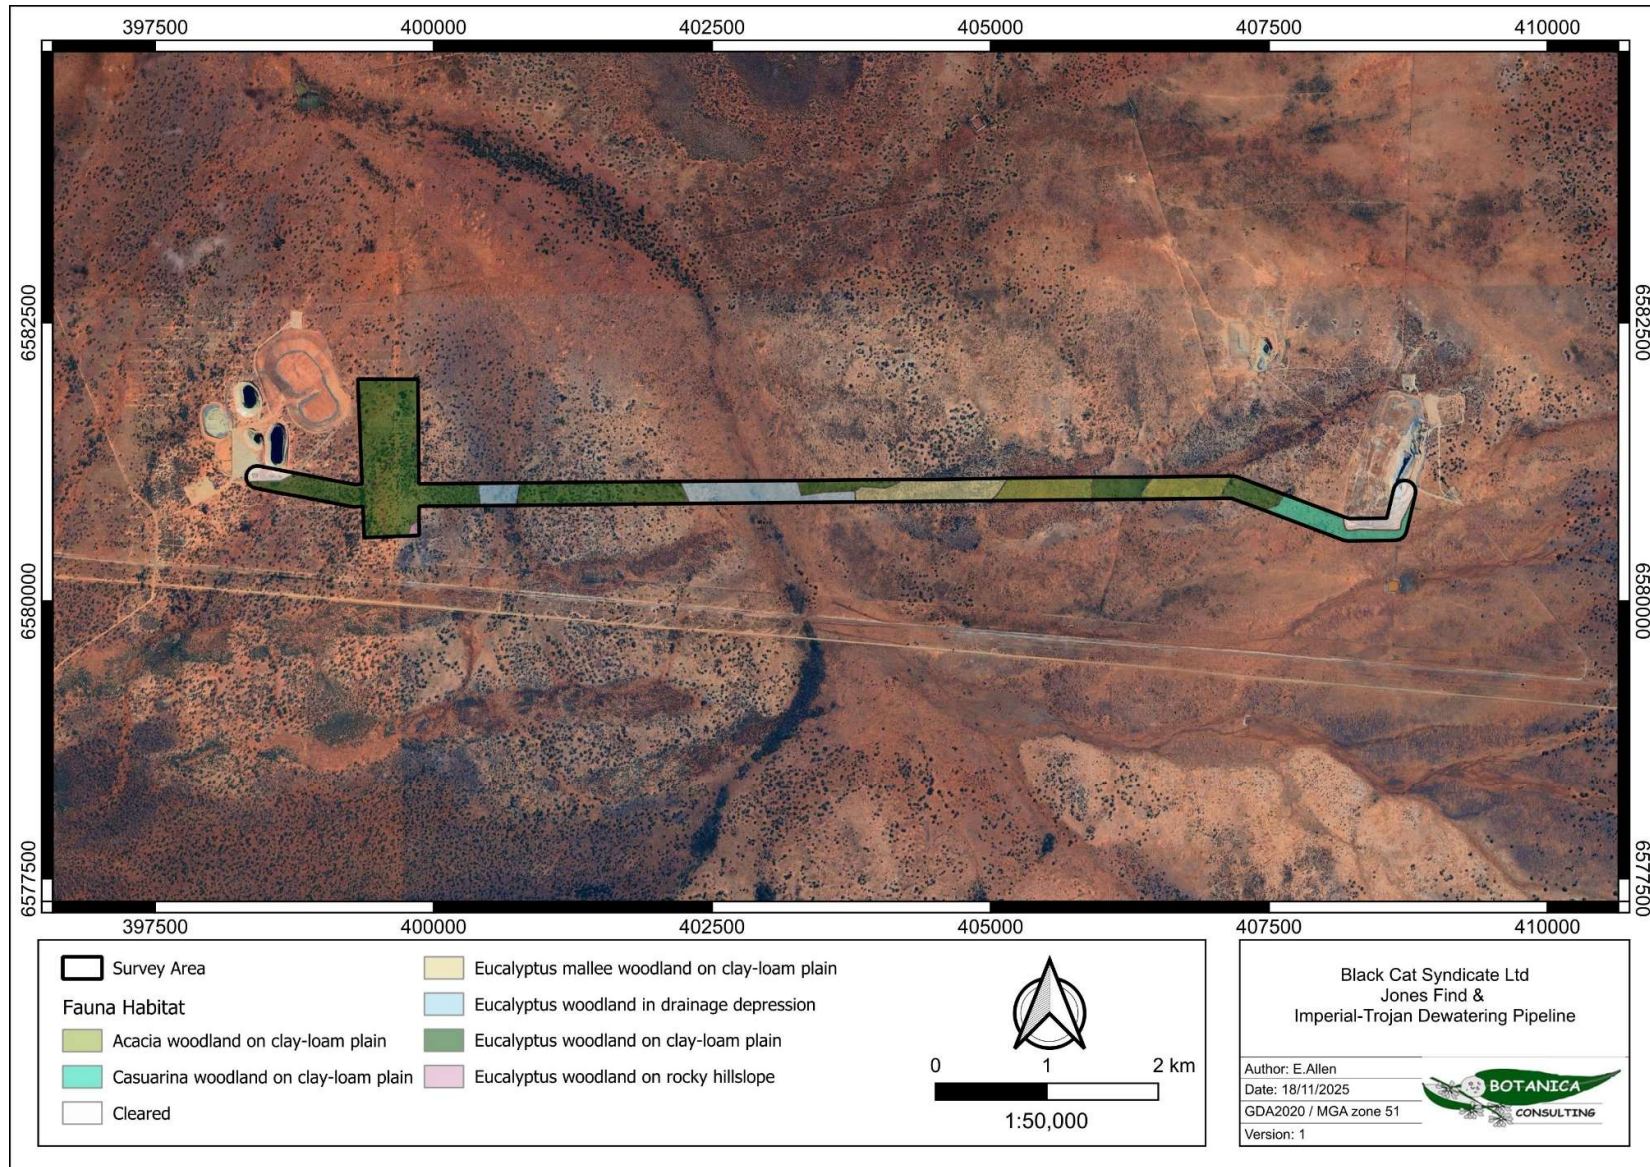 397500 400000 402500 405000 407500 410000
6582500 6582500
6580000 6580000
6577500 6577500
397500 400000 402500 405000 407500 410000
Survey Area
Fauna Habitat
Acacia woodland on clay-loam plain
Casuarina woodland on clay-loam plain
Cleared
Eucalyptus mallee woodland on clay-loam plain
Eucalyptus woodland in drainage depression
Eucalyptus woodland on clay-loam plain
Eucalyptus woodland on rocky hillslope
0 1 2 km
1:50,000
Black Cat Syndicate Ltd
Jones Find &
Imperial-Trojan Dewatering Pipeline
Author: E.Allen
Date: 18/11/2025
GDA2020 / MGA zone 51
Version: 1
BOTANICA
CONSULTING